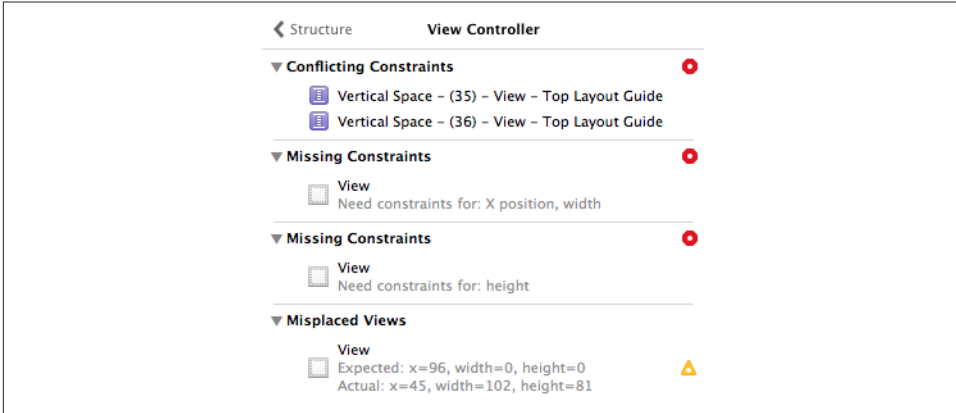 Structure View Controller
Conflicting Constraints
Vertical Space – (35) – View – Top Layout Guide
Vertical Space – (36) – View – Top Layout Guide
Missing Constraints
View
Need constraints for: X position, width
Missing Constraints
View
Need constraints for: height
Misplaced Views
View
Expected: x=96, width=0, height=0
Actual: x=45, width=102, height=81